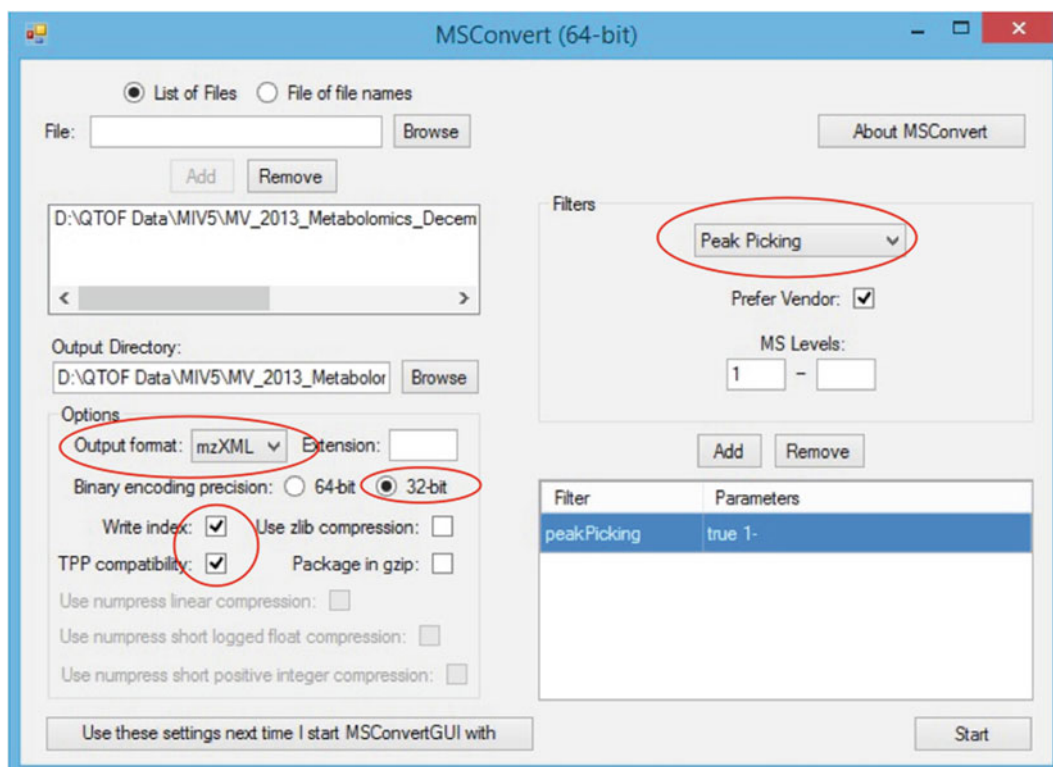 MSConvert (64-bit)
List of Files File of file names
File: Browse
About MSConvert
Add Remove
D:\QTOF Data\MIV5\MV_2013_Metabolomics_Decem
Output Directory:
D:\QTOF Data\MIV5\MV_2013_Metabolor Browse
Options
Output format: mzXML Extension:
Binary encoding precision: 64-bit 32-bit
Write index: Use zlib compression:
TPP compatibility: Package in gzip:
Use numpress linear compression:
Use numpress short logged float compression:
Use numpress short positive integer compression:
Use these settings next time I start MSConvertGUI with
Filters
Peak Picking
Prefer Vendor:
MS Levels:
1 -
Add Remove
Filter Parameters
peakPicking true 1-
Start